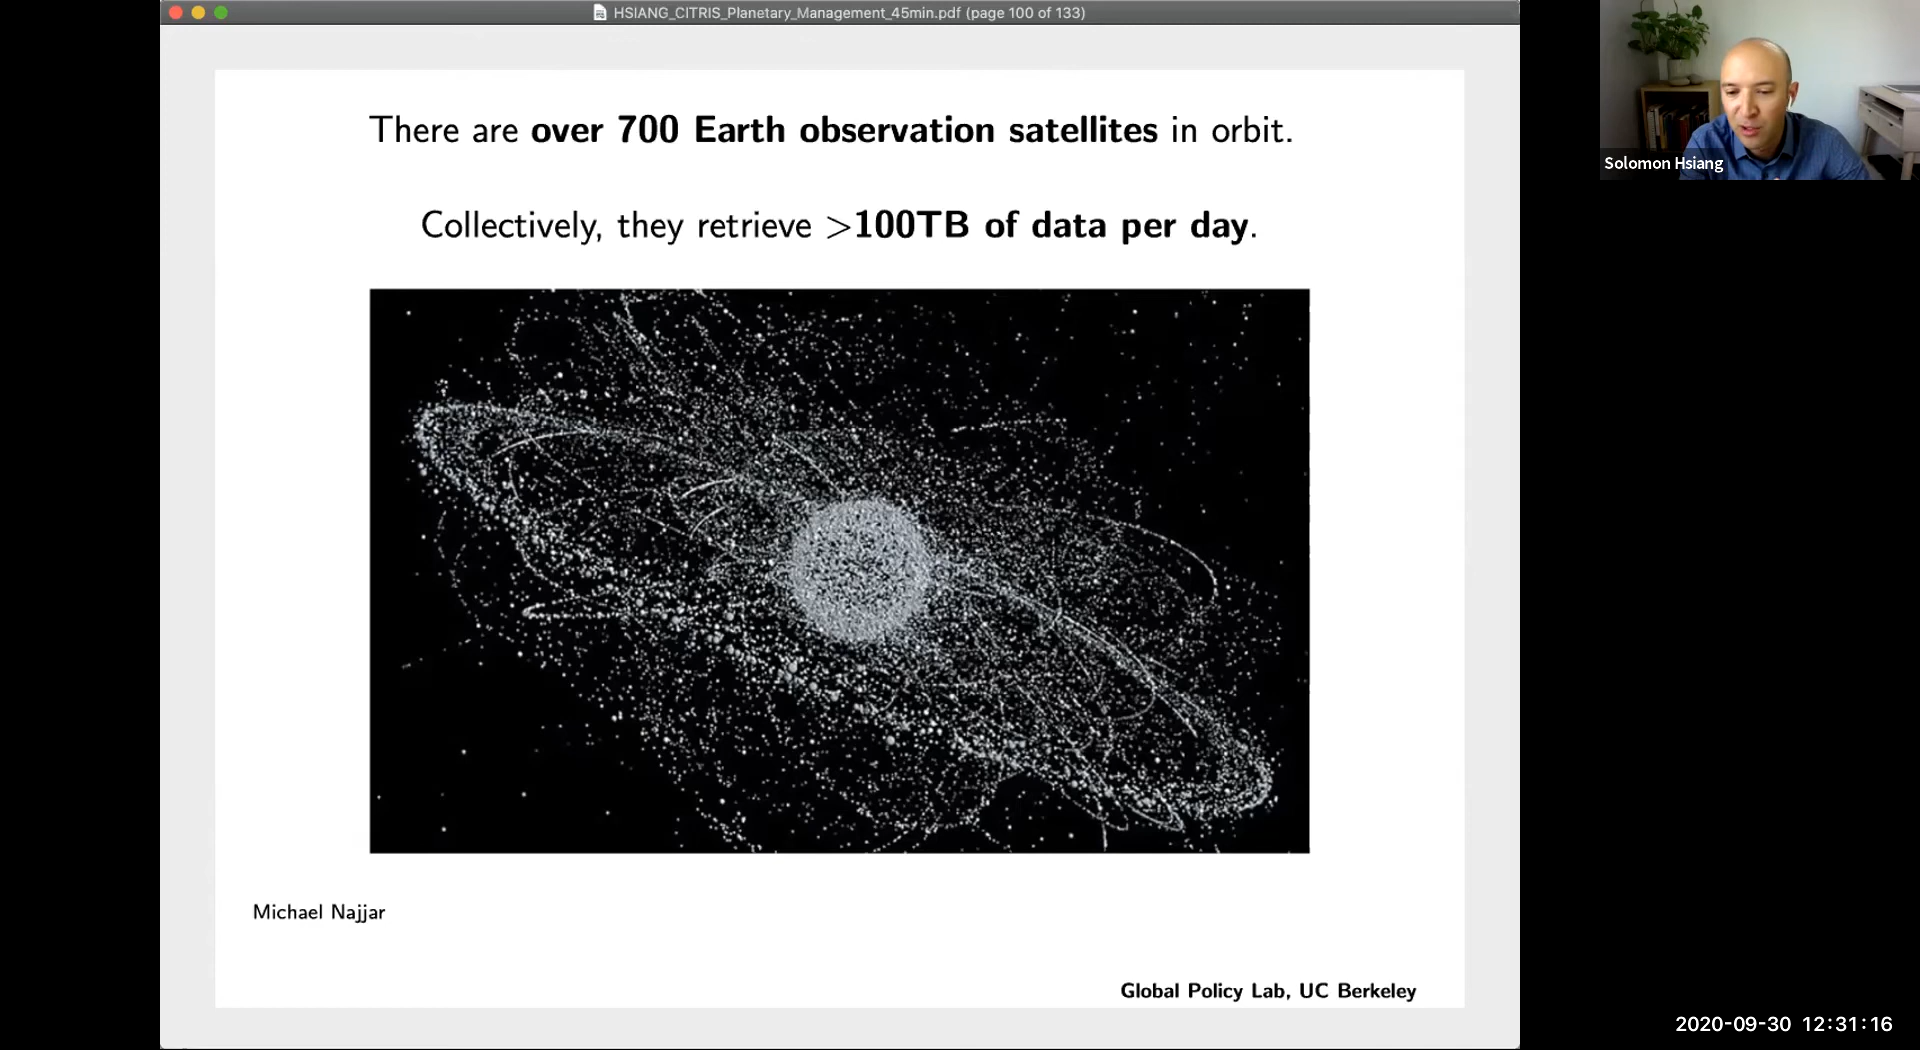 HSIANG_CITRIS_Planetary_Management_45min.pdf (page 100 of 133)
There are over 700 Earth observation satellites in orbit.
Collectively, they retrieve >100TB of data per day.
Michael Najjar
Global Policy Lab, UC Berkeley
Solomon Hsiang
2020-09-30 12:31:16